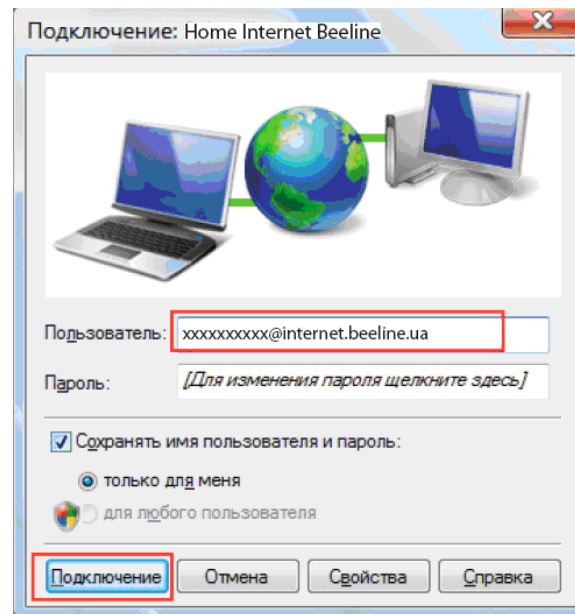 Подключение: Home Internet Beeline
Пользователь: xxxxxxxxxx@internet.beeline.ua
Пароль: [Для изменения пароля щелкните здесь]
Сохранять имя пользователя и пароль:
только для меня
для любого пользователя
Подключение Отмена Свойства Справка